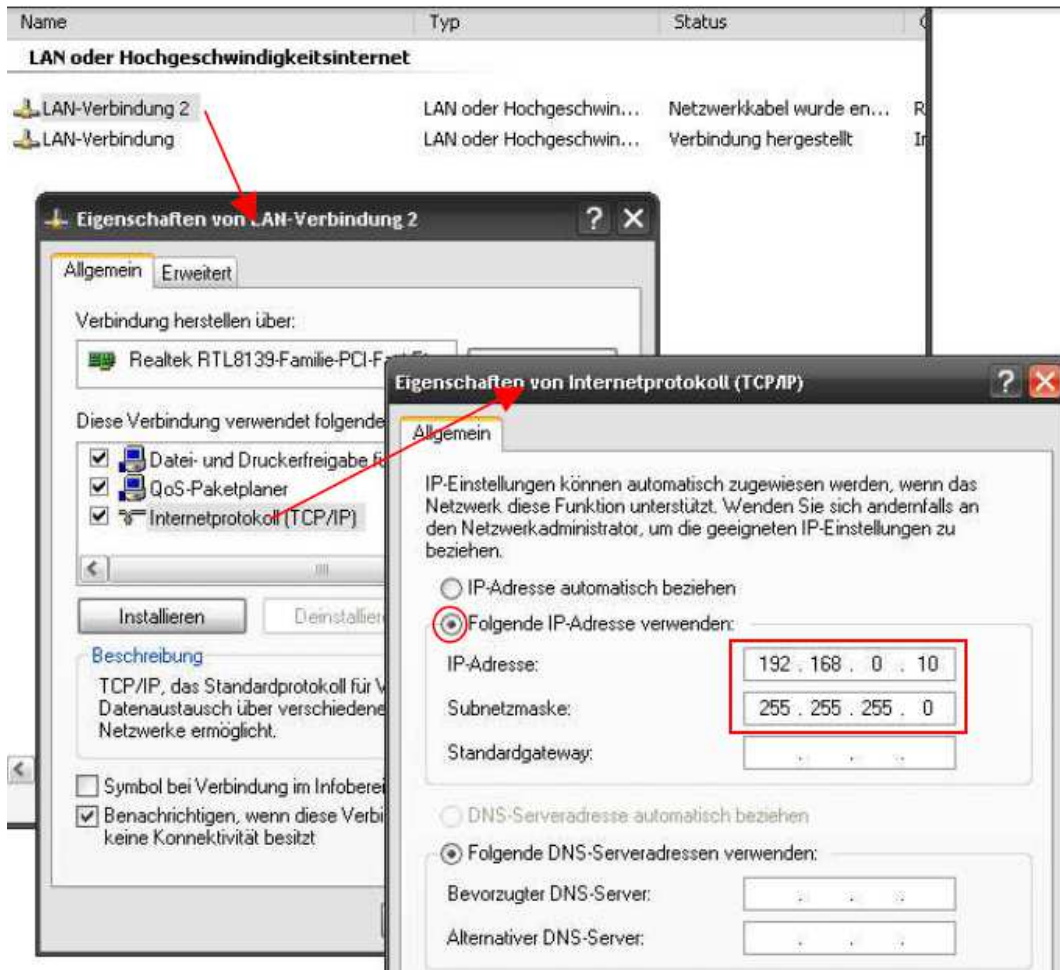 Name Typ Status
LAN oder Hochgeschwindigkeitsinternet
LAN-Verbindung 2 LAN oder Hochgeschwin... Netzwerkkabel wurde en... R
LAN-Verbindung LAN oder Hochgeschwin... Verbindung hergestellt
Eigenschaften von LAN-Verbindung 2
Allgemein Erweitert
Verbindung herstellen über:
Realtek RTL8139-Familie-PCI-Fast
Diese Verbindung verwendet folgende
Datei- und Druckerfreigabe fü
QoS-Paketplaner
Internetprotokoll (TCP/IP)
Installieren Deinstallier
Beschreibung
TCP/IP, das Standardprotokoll für V
Datenaustausch über verschiedene
Netzwerke ermöglicht.
Symbol bei Verbindung im Infoberei
Benachrichtigen, wenn diese Verbi
keine Konnektivität besitzt
Eigenschaften von Internetprotokoll (TCP/IP)
Allgemein
IP-Einstellungen können automatisch zugewiesen werden, wenn das
Netzwerk diese Funktion unterstützt. Wenden Sie sich andernfalls an
den Netzwerkadministrator, um die geeigneten IP-Einstellungen zu
beziehen.
IP-Adresse automatisch beziehen
Folgende IP-Adresse verwenden:
IP-Adresse: 192 . 168 . 0 . 10
Subnetzmaske: 255 . 255 . 255 . 0
Standardgateway: . . .
DNS-Serveradresse automatisch beziehen
Folgende DNS-Serveradressen verwenden:
Bevorzugter DNS-Server: . . .
Alternativer DNS-Server: . . .